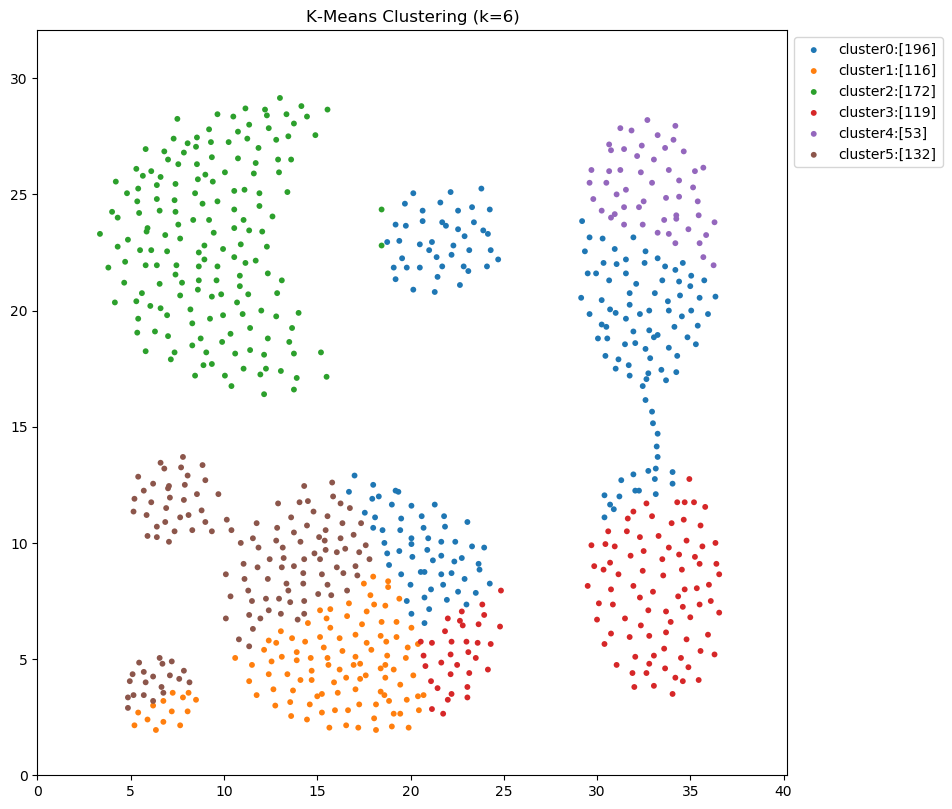 K-Means Clustering (k=6)
cluster0:[196]
cluster1:[116]
cluster2:[172]
cluster3:[119]
cluster4:[53]
cluster5:[132]
30
25
20
15
10
5
0
0 5 10 15 20 25 30 35 40